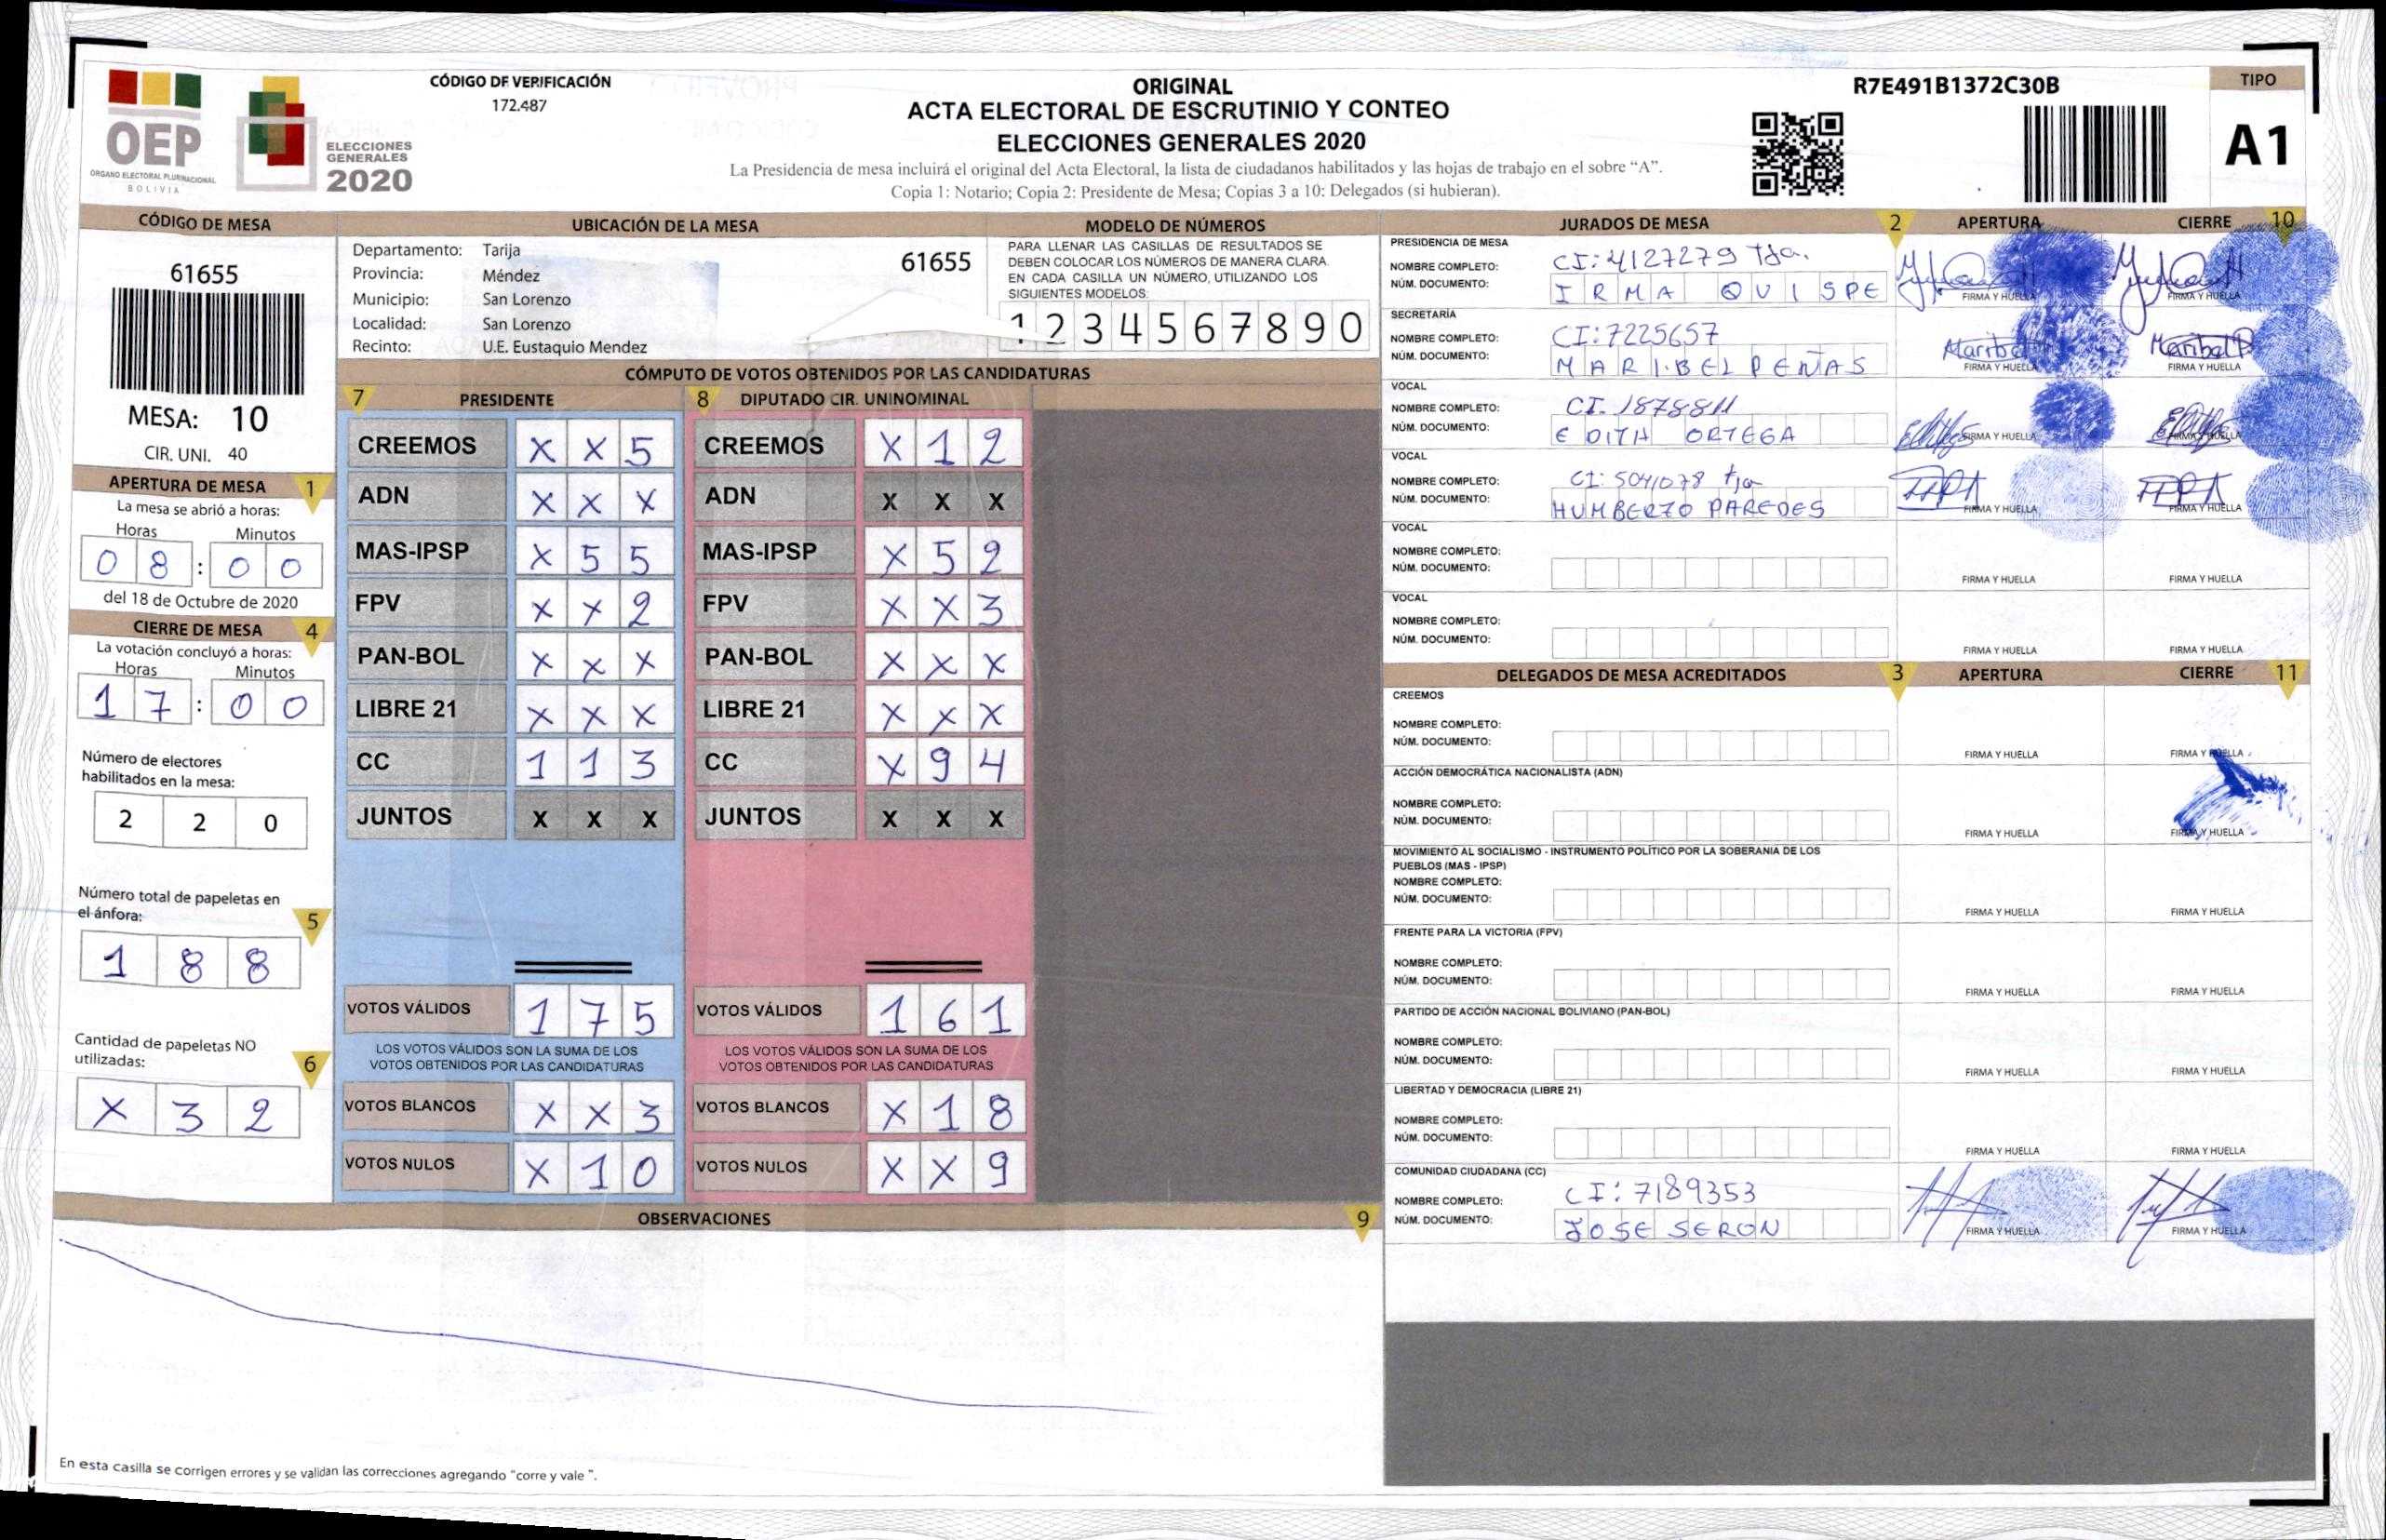 OEP
ÓRGANO ELECTORAL PLURINACIONAL
BOLIVIA
ELECCIONES
GENERALES
2020
CÓDIGO DE VERIFICACIÓN
172.487
ORIGINAL
ACTA ELECTORAL DE ESCRUTINIO Y CONTEO
ELECCIONES GENERALES 2020
La Presidencia de mesa incluirá el original del Acta Electoral, la lista de ciudadanos habilitados y las hojas de trabajo en el sobre “A”.
Copia 1: Notario; Copia 2: Presidente de Mesa; Copias 3 a 10: Delegados (si hubieran).
R7E491B1372C30B
TIPO
A1
CÓDIGO DE MESA
61655
MESA: 10
CIR. UNI. 40
APERTURA DE MESA 1
La mesa se abrió a horas:
Horas Minutos
0 8 : 0 0
del 18 de Octubre de 2020
CIERRE DE MESA 4
La votación concluyó a horas:
Horas Minutos
1 7 : 0 0
Número de electores
habilitados en la mesa:
2 2 0
Número total de papeletas en
el ánfora: 5
1 8 8
Cantidad de papeletas NO
utilizadas: 6
X 3 2
UBICACIÓN DE LA MESA
Departamento: Tarija
61655
Provincia: Méndez
Municipio: San Lorenzo
Localidad: San Lorenzo
Recinto: U.E. Eustaquio Mendez
MODELO DE NÚMEROS
PARA LLENAR LAS CASILLAS DE RESULTADOS SE
DEBEN COLOCAR LOS NÚMEROS DE MANERA CLARA.
EN CADA CASILLA UN NÚMERO, UTILIZANDO LOS
SIGUIENTES MODELOS:
1 2 3 4 5 6 7 8 9 0
CÓMPUTO DE VOTOS OBTENIDOS POR LAS CANDIDATURAS
7 PRESIDENTE
CREEMOS X X 5
ADN X X X
MAS-IPSP X 5 5
FPV X X 2
PAN-BOL X X X
LIBRE 21 X X X
CC 1 1 3
JUNTOS X X X
VOTOS VÁLIDOS 1 7 5
LOS VOTOS VÁLIDOS SON LA SUMA DE LOS
VOTOS OBTENIDOS POR LAS CANDIDATURAS
VOTOS BLANCOS X X 3
VOTOS NULOS X 1 0
8 DIPUTADO CIR. UNINOMINAL
CREEMOS X 1 2
ADN X X X
MAS-IPSP X 5 2
FPV X X 3
PAN-BOL X X X
LIBRE 21 X X X
CC X 9 4
JUNTOS X X X
VOTOS VÁLIDOS 1 6 1
LOS VOTOS VÁLIDOS SON LA SUMA DE LOS
VOTOS OBTENIDOS POR LAS CANDIDATURAS
VOTOS BLANCOS X 1 8
VOTOS NULOS X X 9
OBSERVACIONES 9
En esta casilla se corrigen errores y se validan las correcciones agregando "corre y vale ".
JURADOS DE MESA 2 APERTURA CIERRE 10
PRESIDENCIA DE MESA
NOMBRE COMPLETO: CI: 4127279 Tja.
NÚM. DOCUMENTO: IRMA QUISPE
FIRMA Y HUELLA FIRMA Y HUELLA
SECRETARÍA
NOMBRE COMPLETO: CI: 7225657
NÚM. DOCUMENTO: MARIBEL PEÑAS
Maribel Maribel P
FIRMA Y HUELLA FIRMA Y HUELLA
VOCAL
NOMBRE COMPLETO: CI. 1878811
NÚM. DOCUMENTO: EDITH ORTEGA
FIRMA Y HUELLA FIRMA Y HUELLA
VOCAL
NOMBRE COMPLETO: CI: 5041078 tja
NÚM. DOCUMENTO: HUMBERTO PAREDES
FIRMA Y HUELLA FIRMA Y HUELLA
VOCAL
NOMBRE COMPLETO:
NÚM. DOCUMENTO:
FIRMA Y HUELLA FIRMA Y HUELLA
VOCAL
NOMBRE COMPLETO:
NÚM. DOCUMENTO:
FIRMA Y HUELLA FIRMA Y HUELLA
DELEGADOS DE MESA ACREDITADOS 3 APERTURA CIERRE 11
CREEMOS
NOMBRE COMPLETO:
NÚM. DOCUMENTO:
FIRMA Y HUELLA FIRMA Y HUELLA
ACCIÓN DEMOCRÁTICA NACIONALISTA (ADN)
NOMBRE COMPLETO:
NÚM. DOCUMENTO:
FIRMA Y HUELLA FIRMA Y HUELLA
MOVIMIENTO AL SOCIALISMO - INSTRUMENTO POLÍTICO POR LA SOBERANIA DE LOS
PUEBLOS (MAS - IPSP)
NOMBRE COMPLETO:
NÚM. DOCUMENTO:
FIRMA Y HUELLA FIRMA Y HUELLA
FRENTE PARA LA VICTORIA (FPV)
NOMBRE COMPLETO:
NÚM. DOCUMENTO:
FIRMA Y HUELLA FIRMA Y HUELLA
PARTIDO DE ACCIÓN NACIONAL BOLIVIANO (PAN-BOL)
NOMBRE COMPLETO:
NÚM. DOCUMENTO:
FIRMA Y HUELLA FIRMA Y HUELLA
LIBERTAD Y DEMOCRACIA (LIBRE 21)
NOMBRE COMPLETO:
NÚM. DOCUMENTO:
FIRMA Y HUELLA FIRMA Y HUELLA
COMUNIDAD CIUDADANA (CC)
NOMBRE COMPLETO: CI: 7189353
NÚM. DOCUMENTO: JOSE SERON
FIRMA Y HUELLA FIRMA Y HUELLA